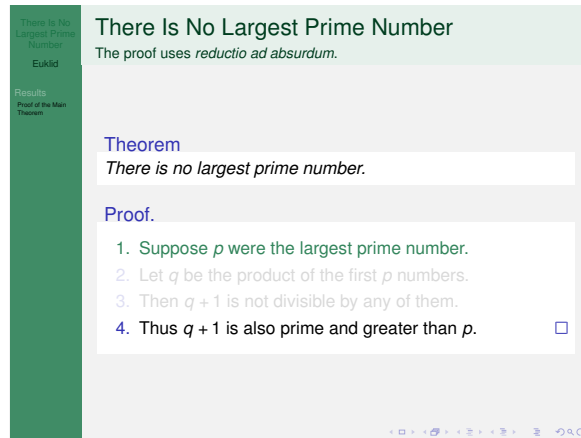 There Is No
Largest Prime
Number
Euklid
Results
Proof of the Main
Theorem
There Is No Largest Prime Number
The proof uses reductio ad absurdum.
Theorem
There is no largest prime number.
Proof.
1. Suppose p were the largest prime number.
2. Let q be the product of the first p numbers.
3. Then q + 1 is not divisible by any of them.
4. Thus q + 1 is also prime and greater than p. □